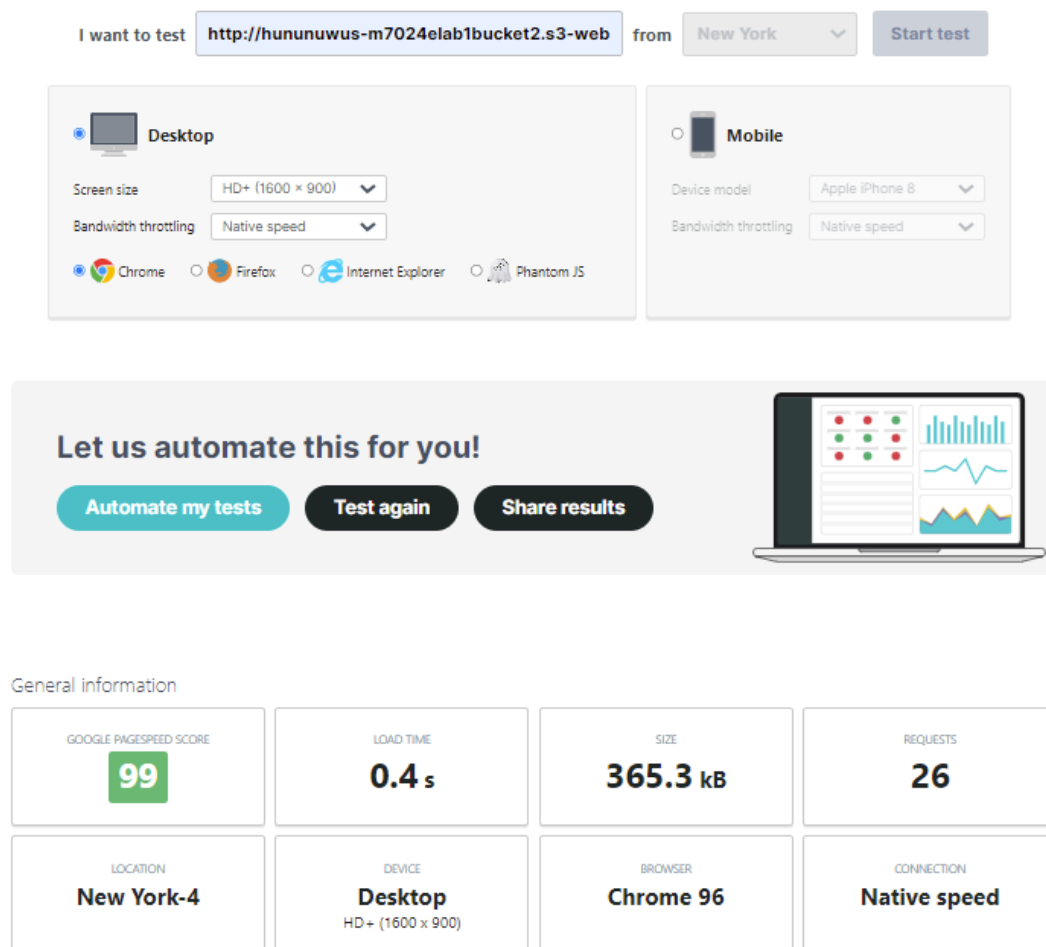 I want to test http://hununuwus-m7024elab1bucket2.s3-web from New York Start test
Desktop
Screen size HD+ (1600 × 900)
Bandwidth throttling Native speed
Chrome Firefox Internet Explorer Phantom JS
Mobile
Device model Apple iPhone 8
Bandwidth throttling Native speed
Let us automate this for you!
Automate my tests Test again Share results
General information
GOOGLE PAGESPEED SCORE
99
LOAD TIME
0.4 s
SIZE
365.3 kB
REQUESTS
26
LOCATION
New York-4
DEVICE
Desktop
HD+ (1600 x 900)
BROWSER
Chrome 96
CONNECTION
Native speed